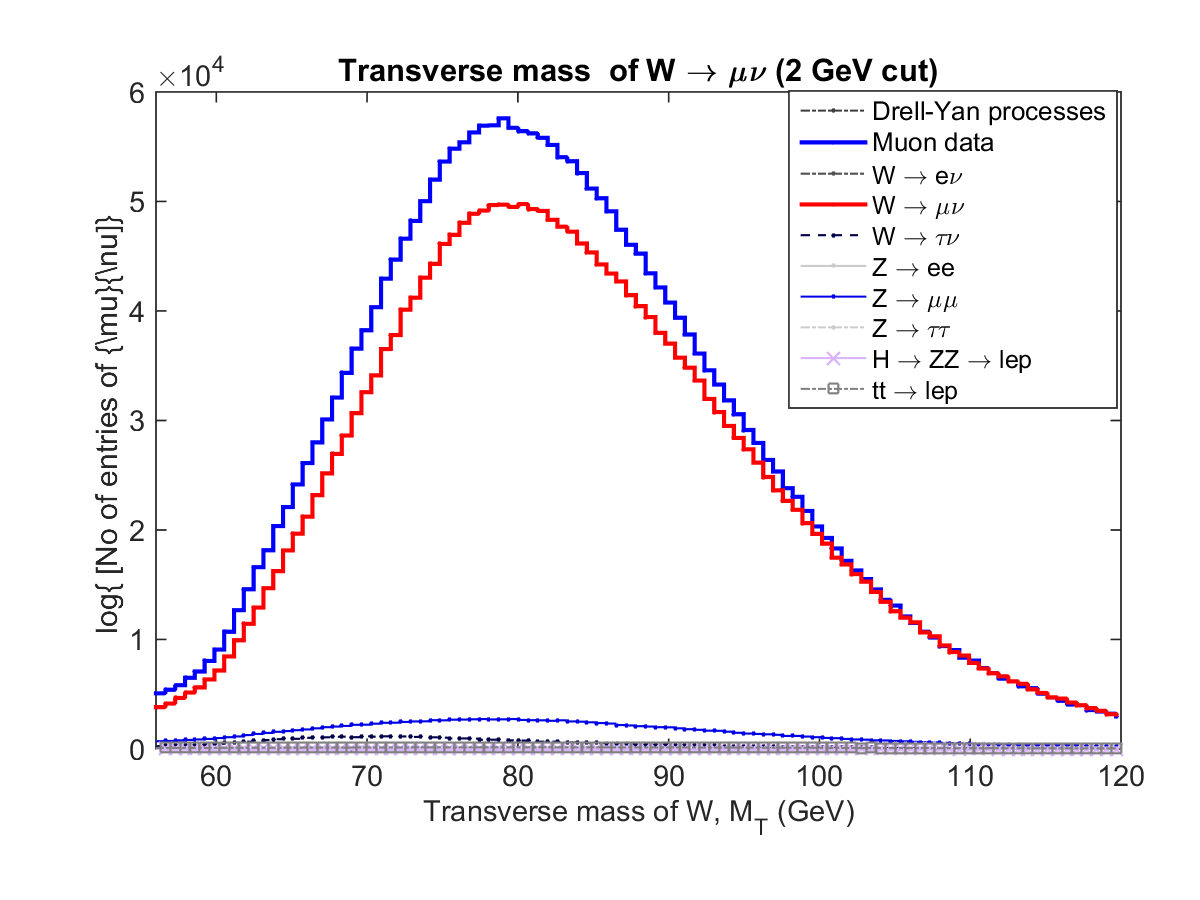 Transverse mass  of W → μν (2 GeV cut)
×10⁴
6
5
4
3
2
1
0
log{ [No of entries of {\mu}{\nu]}
Drell-Yan processes
Muon data
W → eν
W → μν
W → τν
Z → ee
Z → μμ
Z → ττ
H → ZZ → lep
tt → lep
60 70 80 90 100 110 120
Transverse mass of W, M_T (GeV)